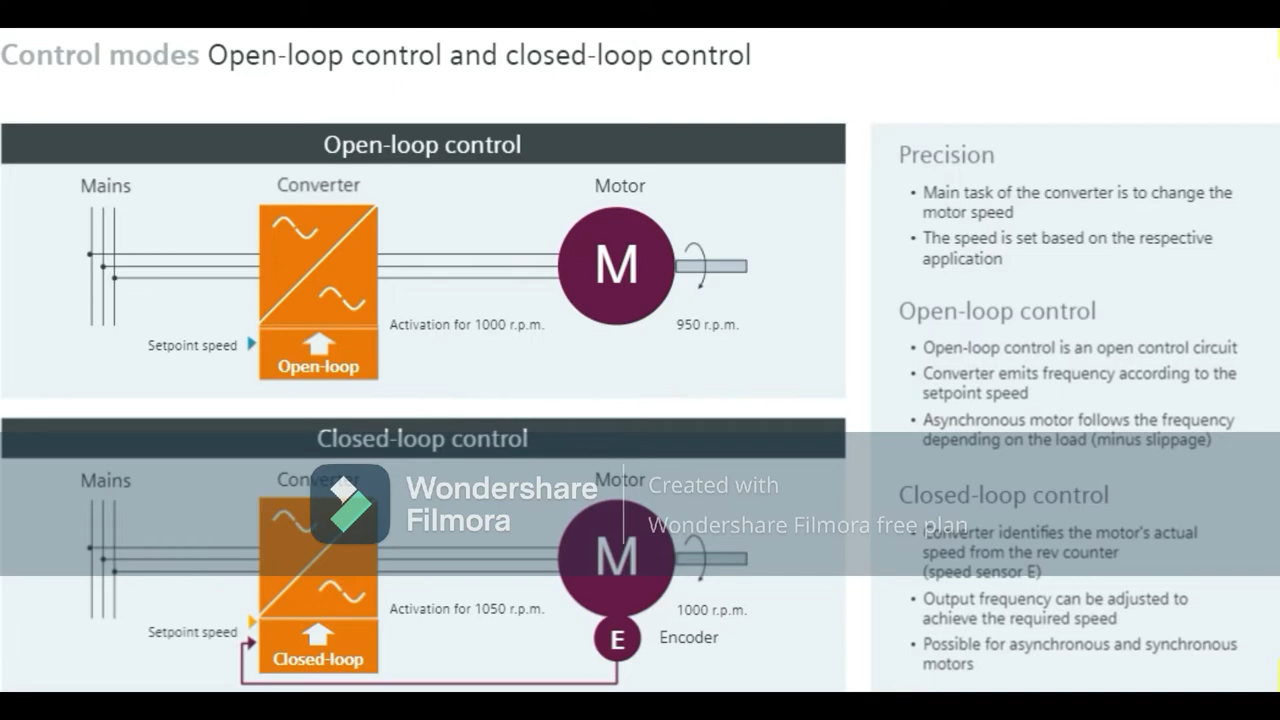 Control modes Open-loop control and closed-loop control
Open-loop control
Mains
Converter
Motor
M
Setpoint speed
Activation for 1000 r.p.m.
950 r.p.m.
Open-loop
Closed-loop control
Mains
Converter
Motor
M
Setpoint speed
Activation for 1050 r.p.m.
1000 r.p.m.
E
Encoder
Closed-loop
Wondershare
Filmora
Created with
Wondershare Filmora free plan
Precision
• Main task of the converter is to change the
motor speed
• The speed is set based on the respective
application
Open-loop control
• Open-loop control is an open control circuit
• Converter emits frequency according to the
setpoint speed
• Asynchronous motor follows the frequency
depending on the load (minus slippage)
Closed-loop control
• Converter identifies the motor's actual
speed from the rev counter
(speed sensor E)
• Output frequency can be adjusted to
achieve the required speed
• Possible for asynchronous and synchronous
motors